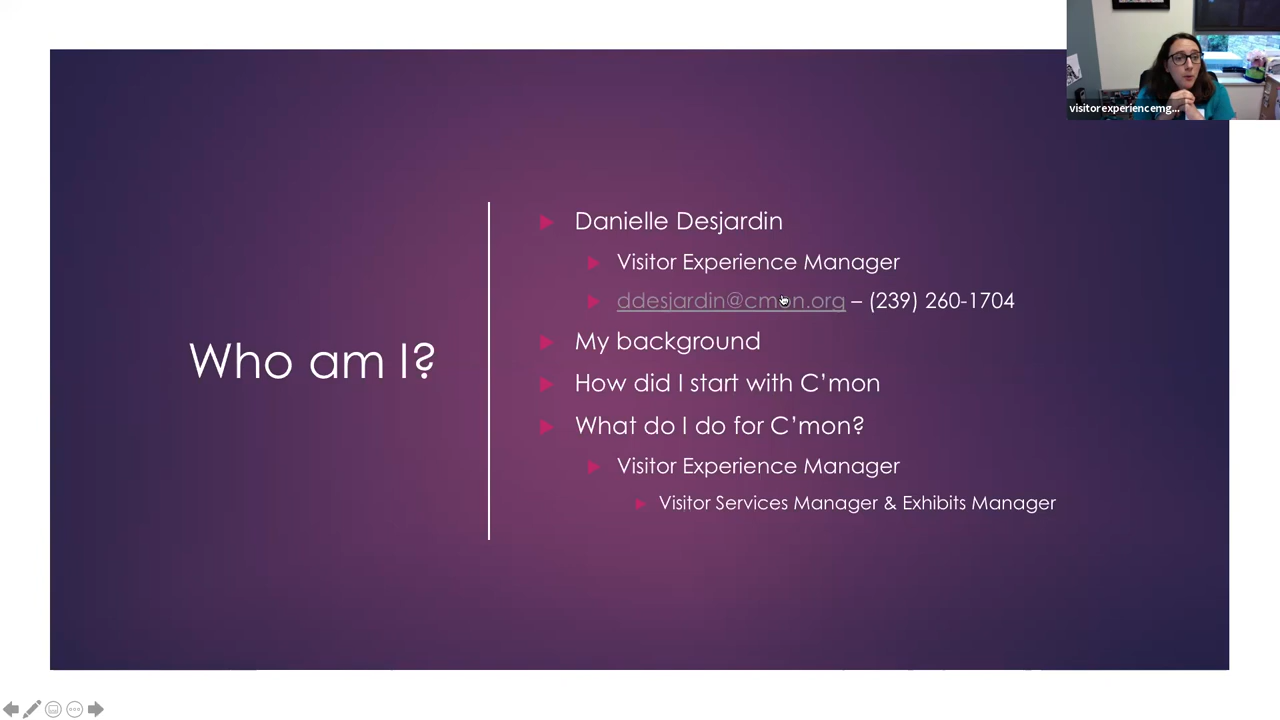 visitorexperiencemg...
Who am I?
Danielle Desjardin
Visitor Experience Manager
ddesjardin@cmon.org – (239) 260-1704
My background
How did I start with C’mon
What do I do for C’mon?
Visitor Experience Manager
Visitor Services Manager & Exhibits Manager